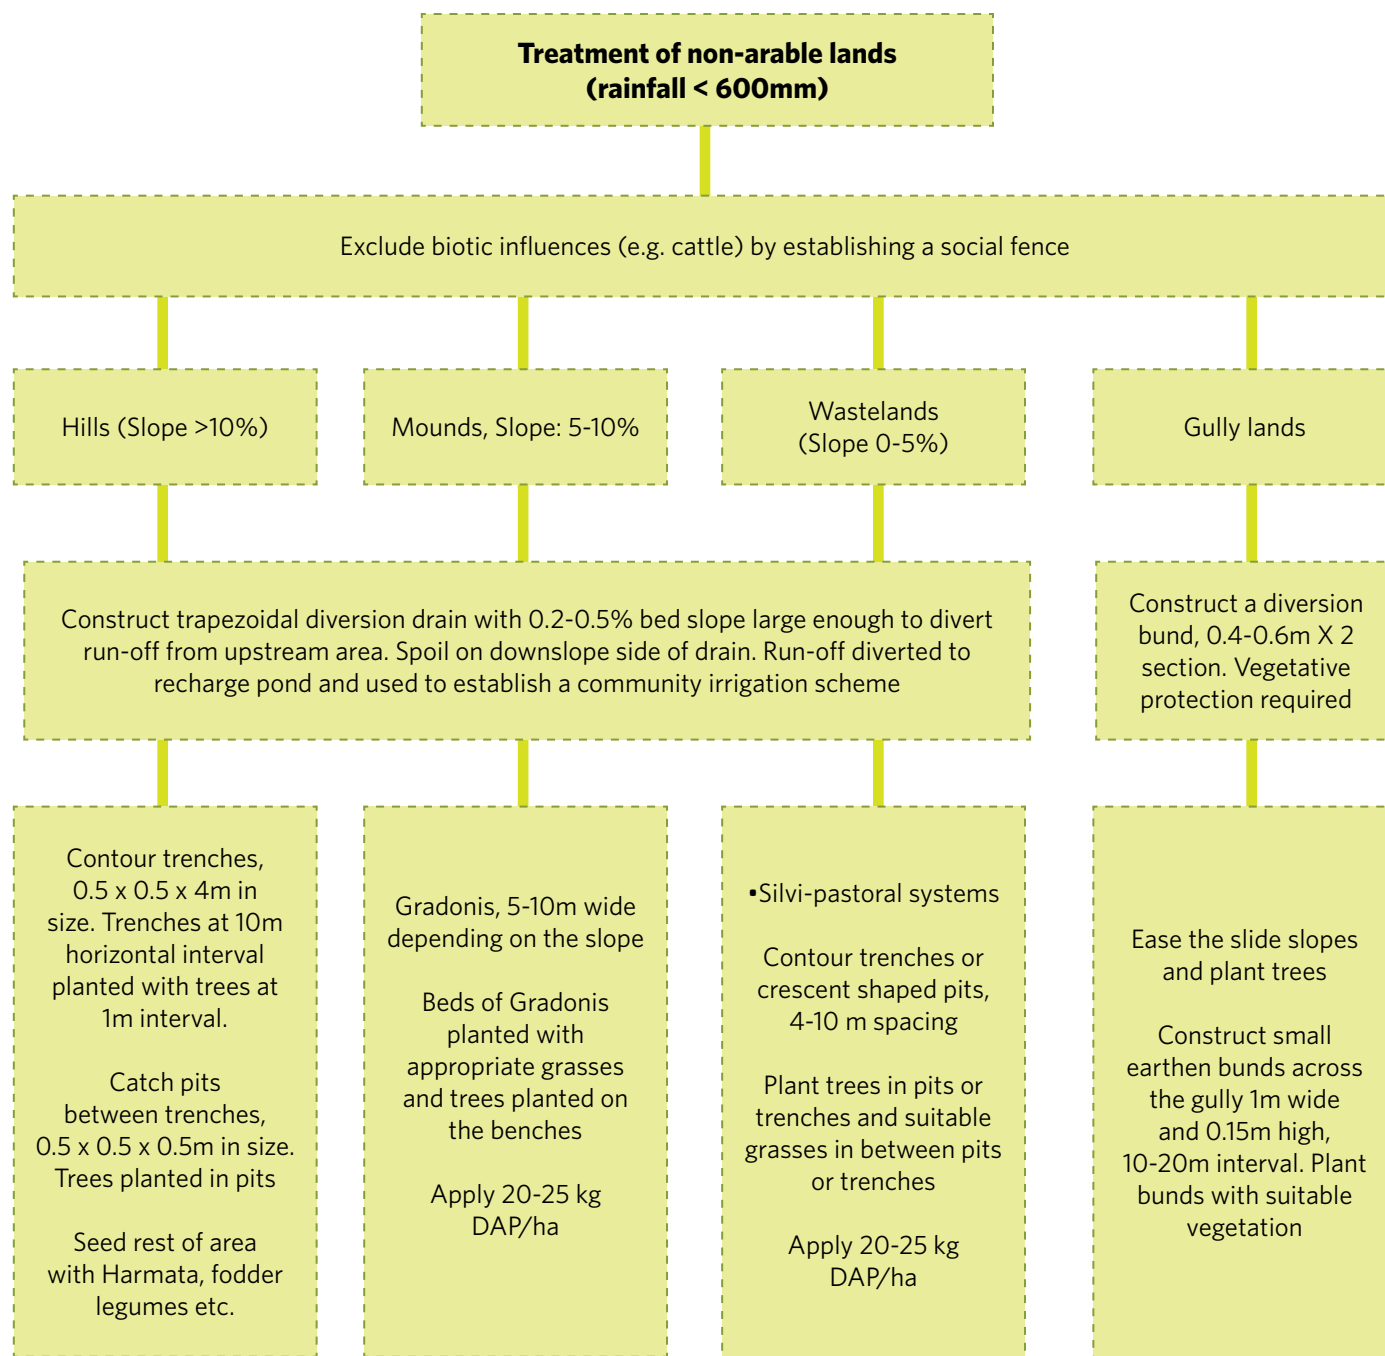 Treatment of non-arable lands
(rainfall < 600mm)
Exclude biotic influences (e.g. cattle) by establishing a social fence
Hills (Slope >10%)
Mounds, Slope: 5-10%
Wastelands
(Slope 0-5%)
Gully lands
Construct trapezoidal diversion drain with 0.2-0.5% bed slope large enough to divert
run-off from upstream area. Spoil on downslope side of drain. Run-off diverted to
recharge pond and used to establish a community irrigation scheme
Construct a diversion
bund, 0.4-0.6m X 2
section. Vegetative
protection required
Contour trenches,
0.5 x 0.5 x 4m in
size. Trenches at 10m
horizontal interval
planted with trees at
1m interval.
Catch pits
between trenches,
0.5 x 0.5 x 0.5m in size.
Trees planted in pits
Seed rest of area
with Harmata, fodder
legumes etc.
Gradonis, 5-10m wide
depending on the slope
Beds of Gradonis
planted with
appropriate grasses
and trees planted on
the benches
Apply 20-25 kg
DAP/ha
•Silvi-pastoral systems
Contour trenches or
crescent shaped pits,
4-10 m spacing
Plant trees in pits or
trenches and suitable
grasses in between pits
or trenches
Apply 20-25 kg
DAP/ha
Ease the slide slopes
and plant trees
Construct small
earthen bunds across
the gully 1m wide
and 0.15m high,
10-20m interval. Plant
bunds with suitable
vegetation